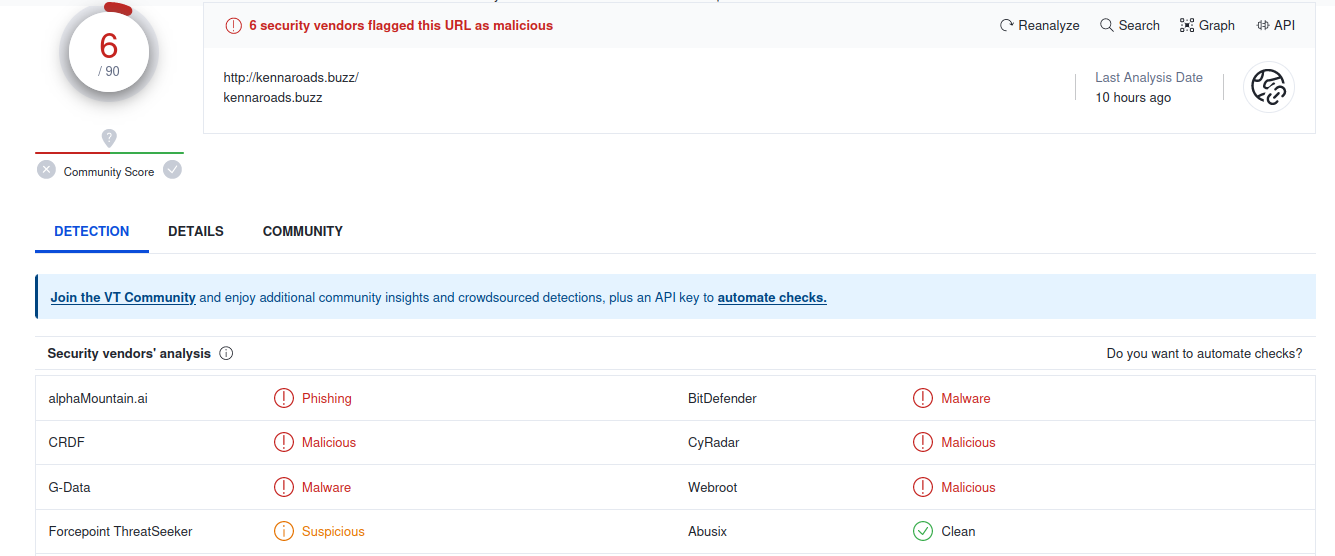 6 security vendors flagged this URL as malicious
Reanalyze Search Graph API
6
/ 90
http://kennaroads.buzz/
kennaroads.buzz
Last Analysis Date
10 hours ago
?
Community Score
DETECTION DETAILS COMMUNITY
Join the VT Community and enjoy additional community insights and crowdsourced detections, plus an API key to automate checks.
Security vendors' analysis Do you want to automate checks?
alphaMountain.ai Phishing BitDefender Malware
CRDF Malicious CyRadar Malicious
G-Data Malware Webroot Malicious
Forcepoint ThreatSeeker Suspicious Abusix Clean